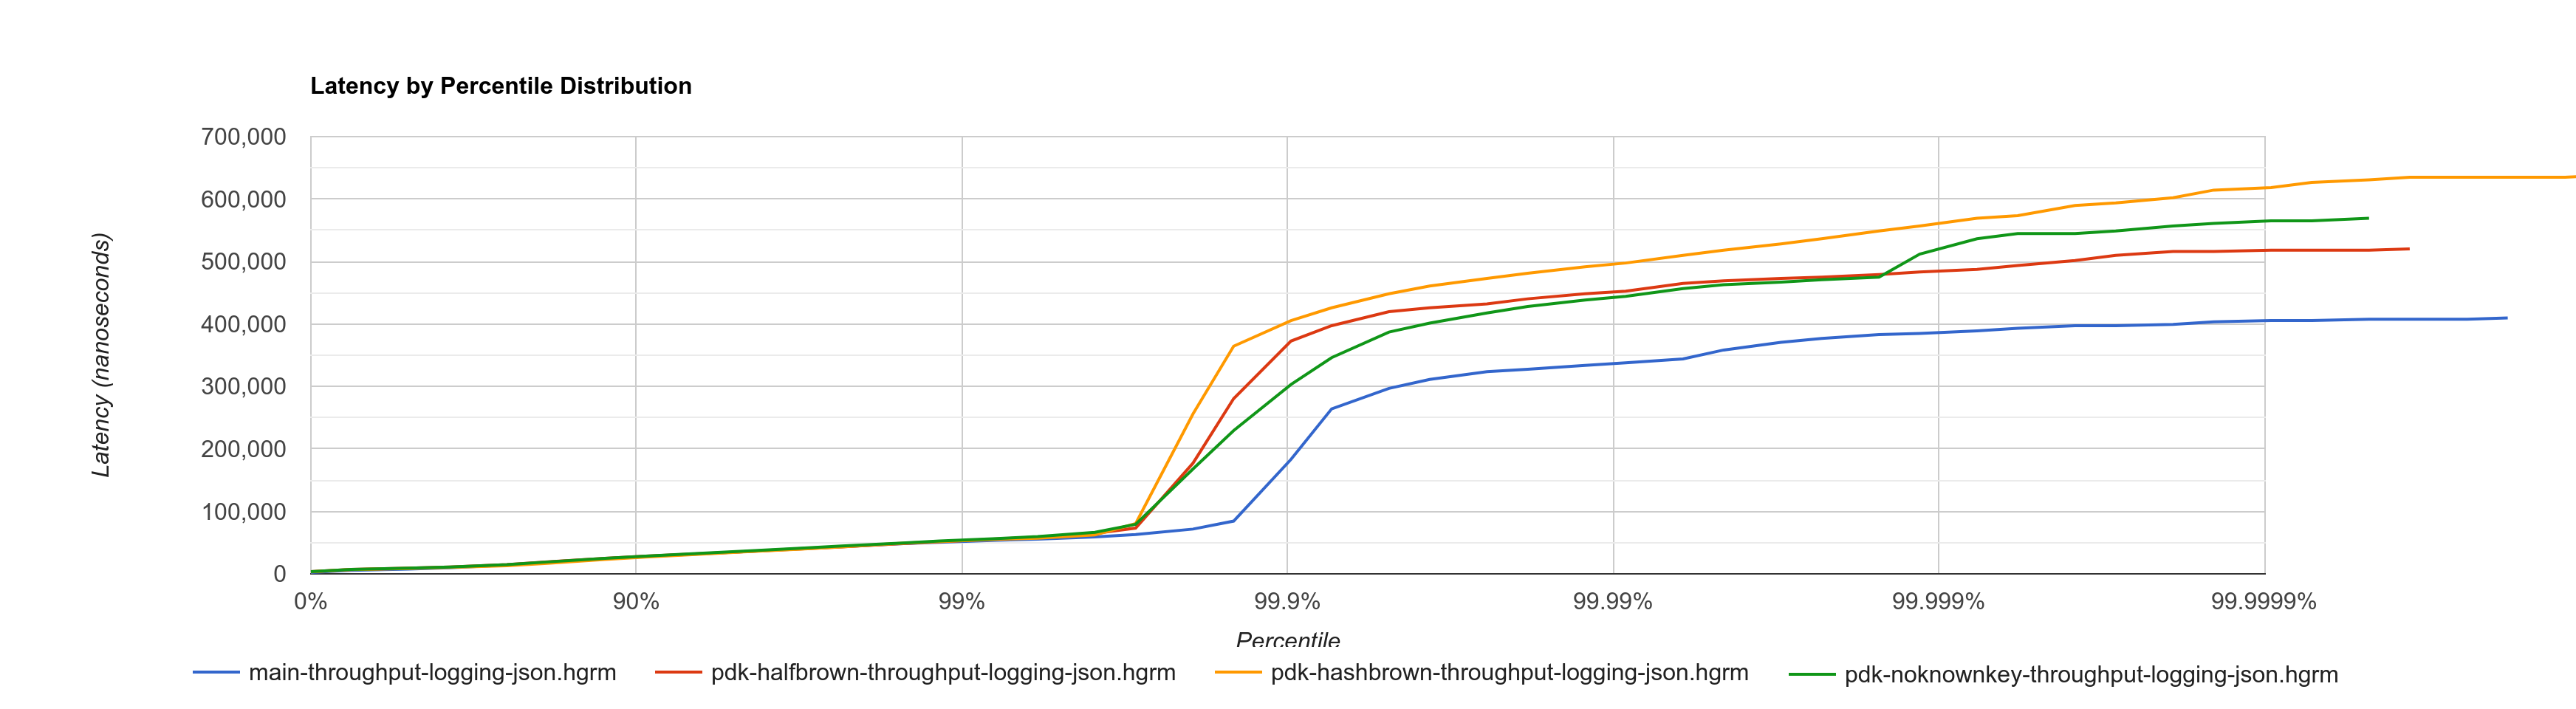 Latency by Percentile Distribution
700,000
600,000
500,000
400,000
300,000
200,000
100,000
0
Latency (nanoseconds)
0% 90% 99% 99.9% 99.99% 99.999% 99.9999%
Percentile
main-throughput-logging-json.hgrm pdk-halfbrown-throughput-logging-json.hgrm pdk-hashbrown-throughput-logging-json.hgrm pdk-noknownkey-throughput-logging-json.hgrm